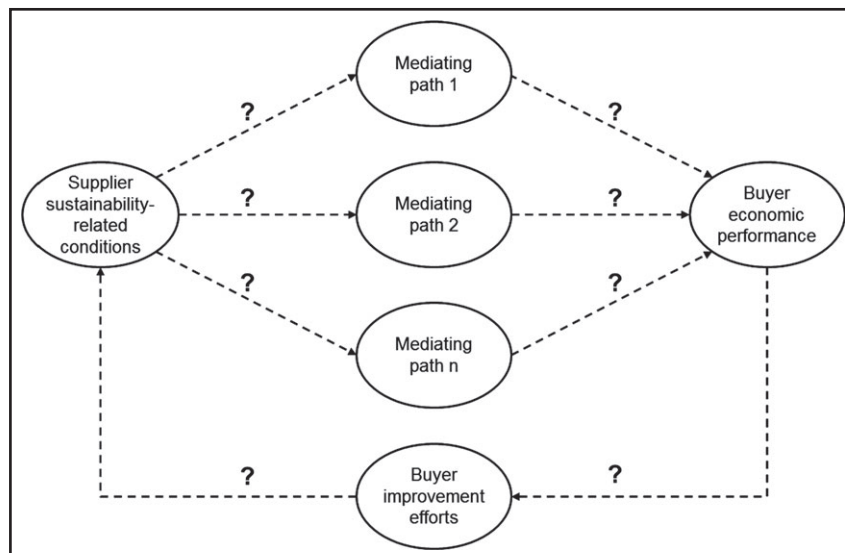 Mediating
path 1
?
?
Supplier
sustainability-
related
conditions
?
Mediating
path 2
?
Buyer
economic
performance
?
?
Mediating
path n
?
?
Buyer
improvement
efforts